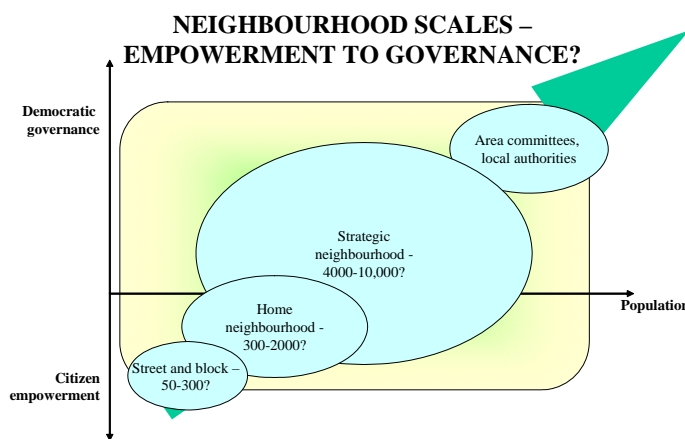 NEIGHBOURHOOD SCALES –
EMPOWERMENT TO GOVERNANCE?
Democratic
governance
Area committees,
local authorities
Strategic
neighbourhood -
4000-10,000?
Population
Home
neighbourhood -
300-2000?
Street and block –
50-300?
Citizen
empowerment